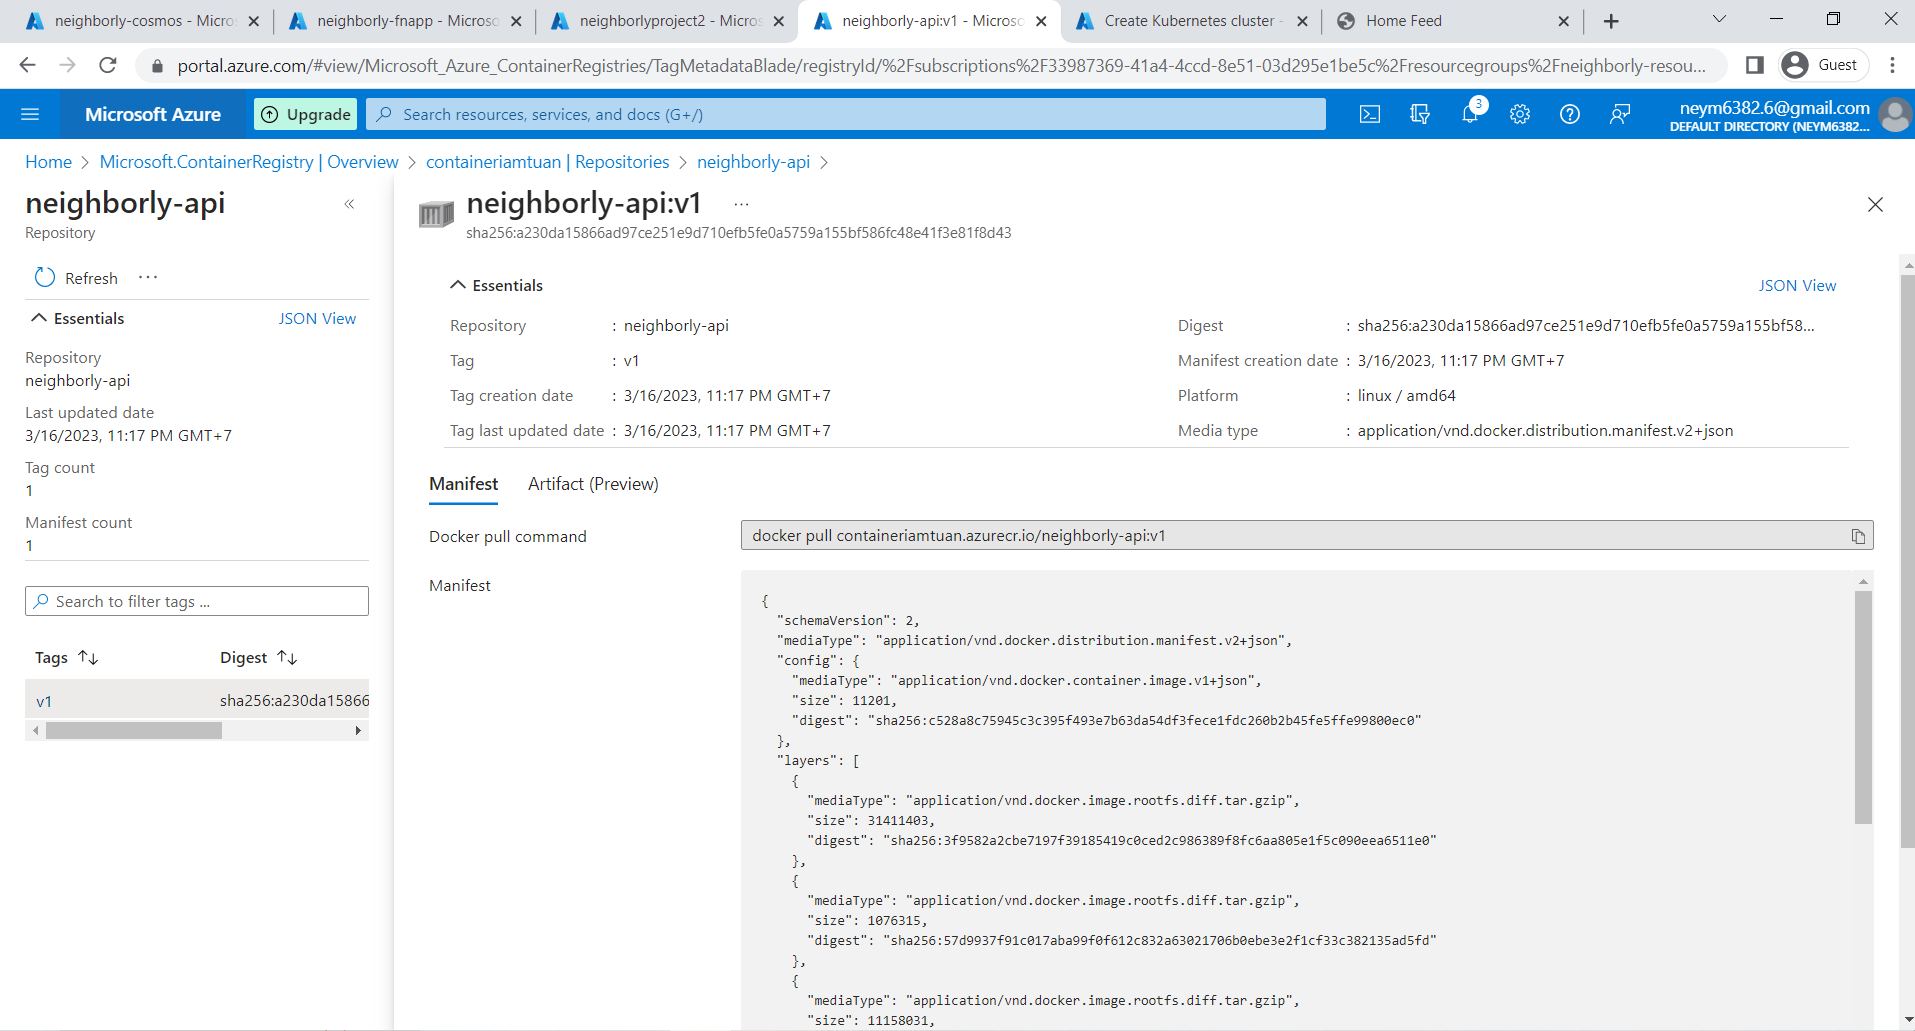 neighborly-cosmos - Micros
neighborly-fnapp - Microso
neighborlyproject2 - Micros
neighborly-api:v1 - Microso
Create Kubernetes cluster -
Home Feed
portal.azure.com/#view/Microsoft_Azure_ContainerRegistries/TagMetadataBlade/registryId/%2Fsubscriptions%2F33987369-41a4-4ccd-8e51-03d295e1be5c%2Fresourcegroups%2Fneighborly-resou...
Guest
Microsoft Azure
Upgrade
Search resources, services, and docs (G+/)
3
neym6382.6@gmail.com
DEFAULT DIRECTORY (NEYM6382...
Home > Microsoft.ContainerRegistry | Overview > containeriamtuan | Repositories > neighborly-api >
neighborly-api
Repository
Refresh ...
Essentials
JSON View
Repository
neighborly-api
Last updated date
3/16/2023, 11:17 PM GMT+7
Tag count
1
Manifest count
1
Search to filter tags ...
Tags
Digest
v1
sha256:a230da15866
neighborly-api:v1 ...
sha256:a230da15866ad97ce251e9d710efb5fe0a5759a155bf586fc48e41f3e81f8d43
Essentials
JSON View
Repository : neighborly-api
Tag : v1
Tag creation date : 3/16/2023, 11:17 PM GMT+7
Tag last updated date : 3/16/2023, 11:17 PM GMT+7
Digest : sha256:a230da15866ad97ce251e9d710efb5fe0a5759a155bf58...
Manifest creation date : 3/16/2023, 11:17 PM GMT+7
Platform : linux / amd64
Media type : application/vnd.docker.distribution.manifest.v2+json
Manifest
Artifact (Preview)
Docker pull command
docker pull containeriamtuan.azurecr.io/neighborly-api:v1
Manifest
{
"schemaVersion": 2,
"mediaType": "application/vnd.docker.distribution.manifest.v2+json",
"config": {
"mediaType": "application/vnd.docker.container.image.v1+json",
"size": 11201,
"digest": "sha256:c528a8c75945c3c395f493e7b63da54df3fece1fdc260b2b45fe5ffe99800ec0"
},
"layers": [
{
"mediaType": "application/vnd.docker.image.rootfs.diff.tar.gzip",
"size": 31411403,
"digest": "sha256:3f9582a2cbe7197f39185419c0ced2c986389f8fc6aa805e1f5c090eea6511e0"
},
{
"mediaType": "application/vnd.docker.image.rootfs.diff.tar.gzip",
"size": 1076315,
"digest": "sha256:57d9937f91c017aba99f0f612c832a63021706b0ebe3e2f1cf33c382135ad5fd"
},
{
"mediaType": "application/vnd.docker.image.rootfs.diff.tar.gzip",
"size": 11158031,